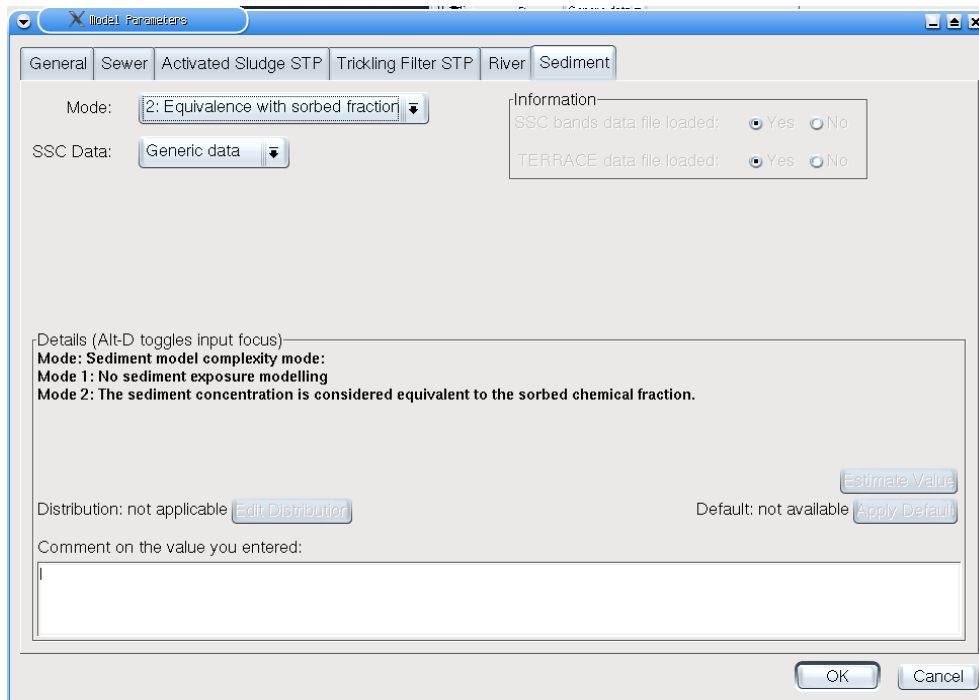 Generic data
Model Parameters
General Sewer Activated Sludge STP Trickling Filter STP River Sediment
Mode: 2: Equivalence with sorbed fraction
SSC Data: Generic data
Information
SSC bands data file loaded: Yes No
TERRACE data file loaded: Yes No
Details (Alt-D toggles input focus)
Mode: Sediment model complexity mode:
Mode 1: No sediment exposure modelling
Mode 2: The sediment concentration is considered equivalent to the sorbed chemical fraction.
Estimate Value
Distribution: not applicable Edit Distribution Default: not available Apply Default
Comment on the value you entered:
OK Cancel